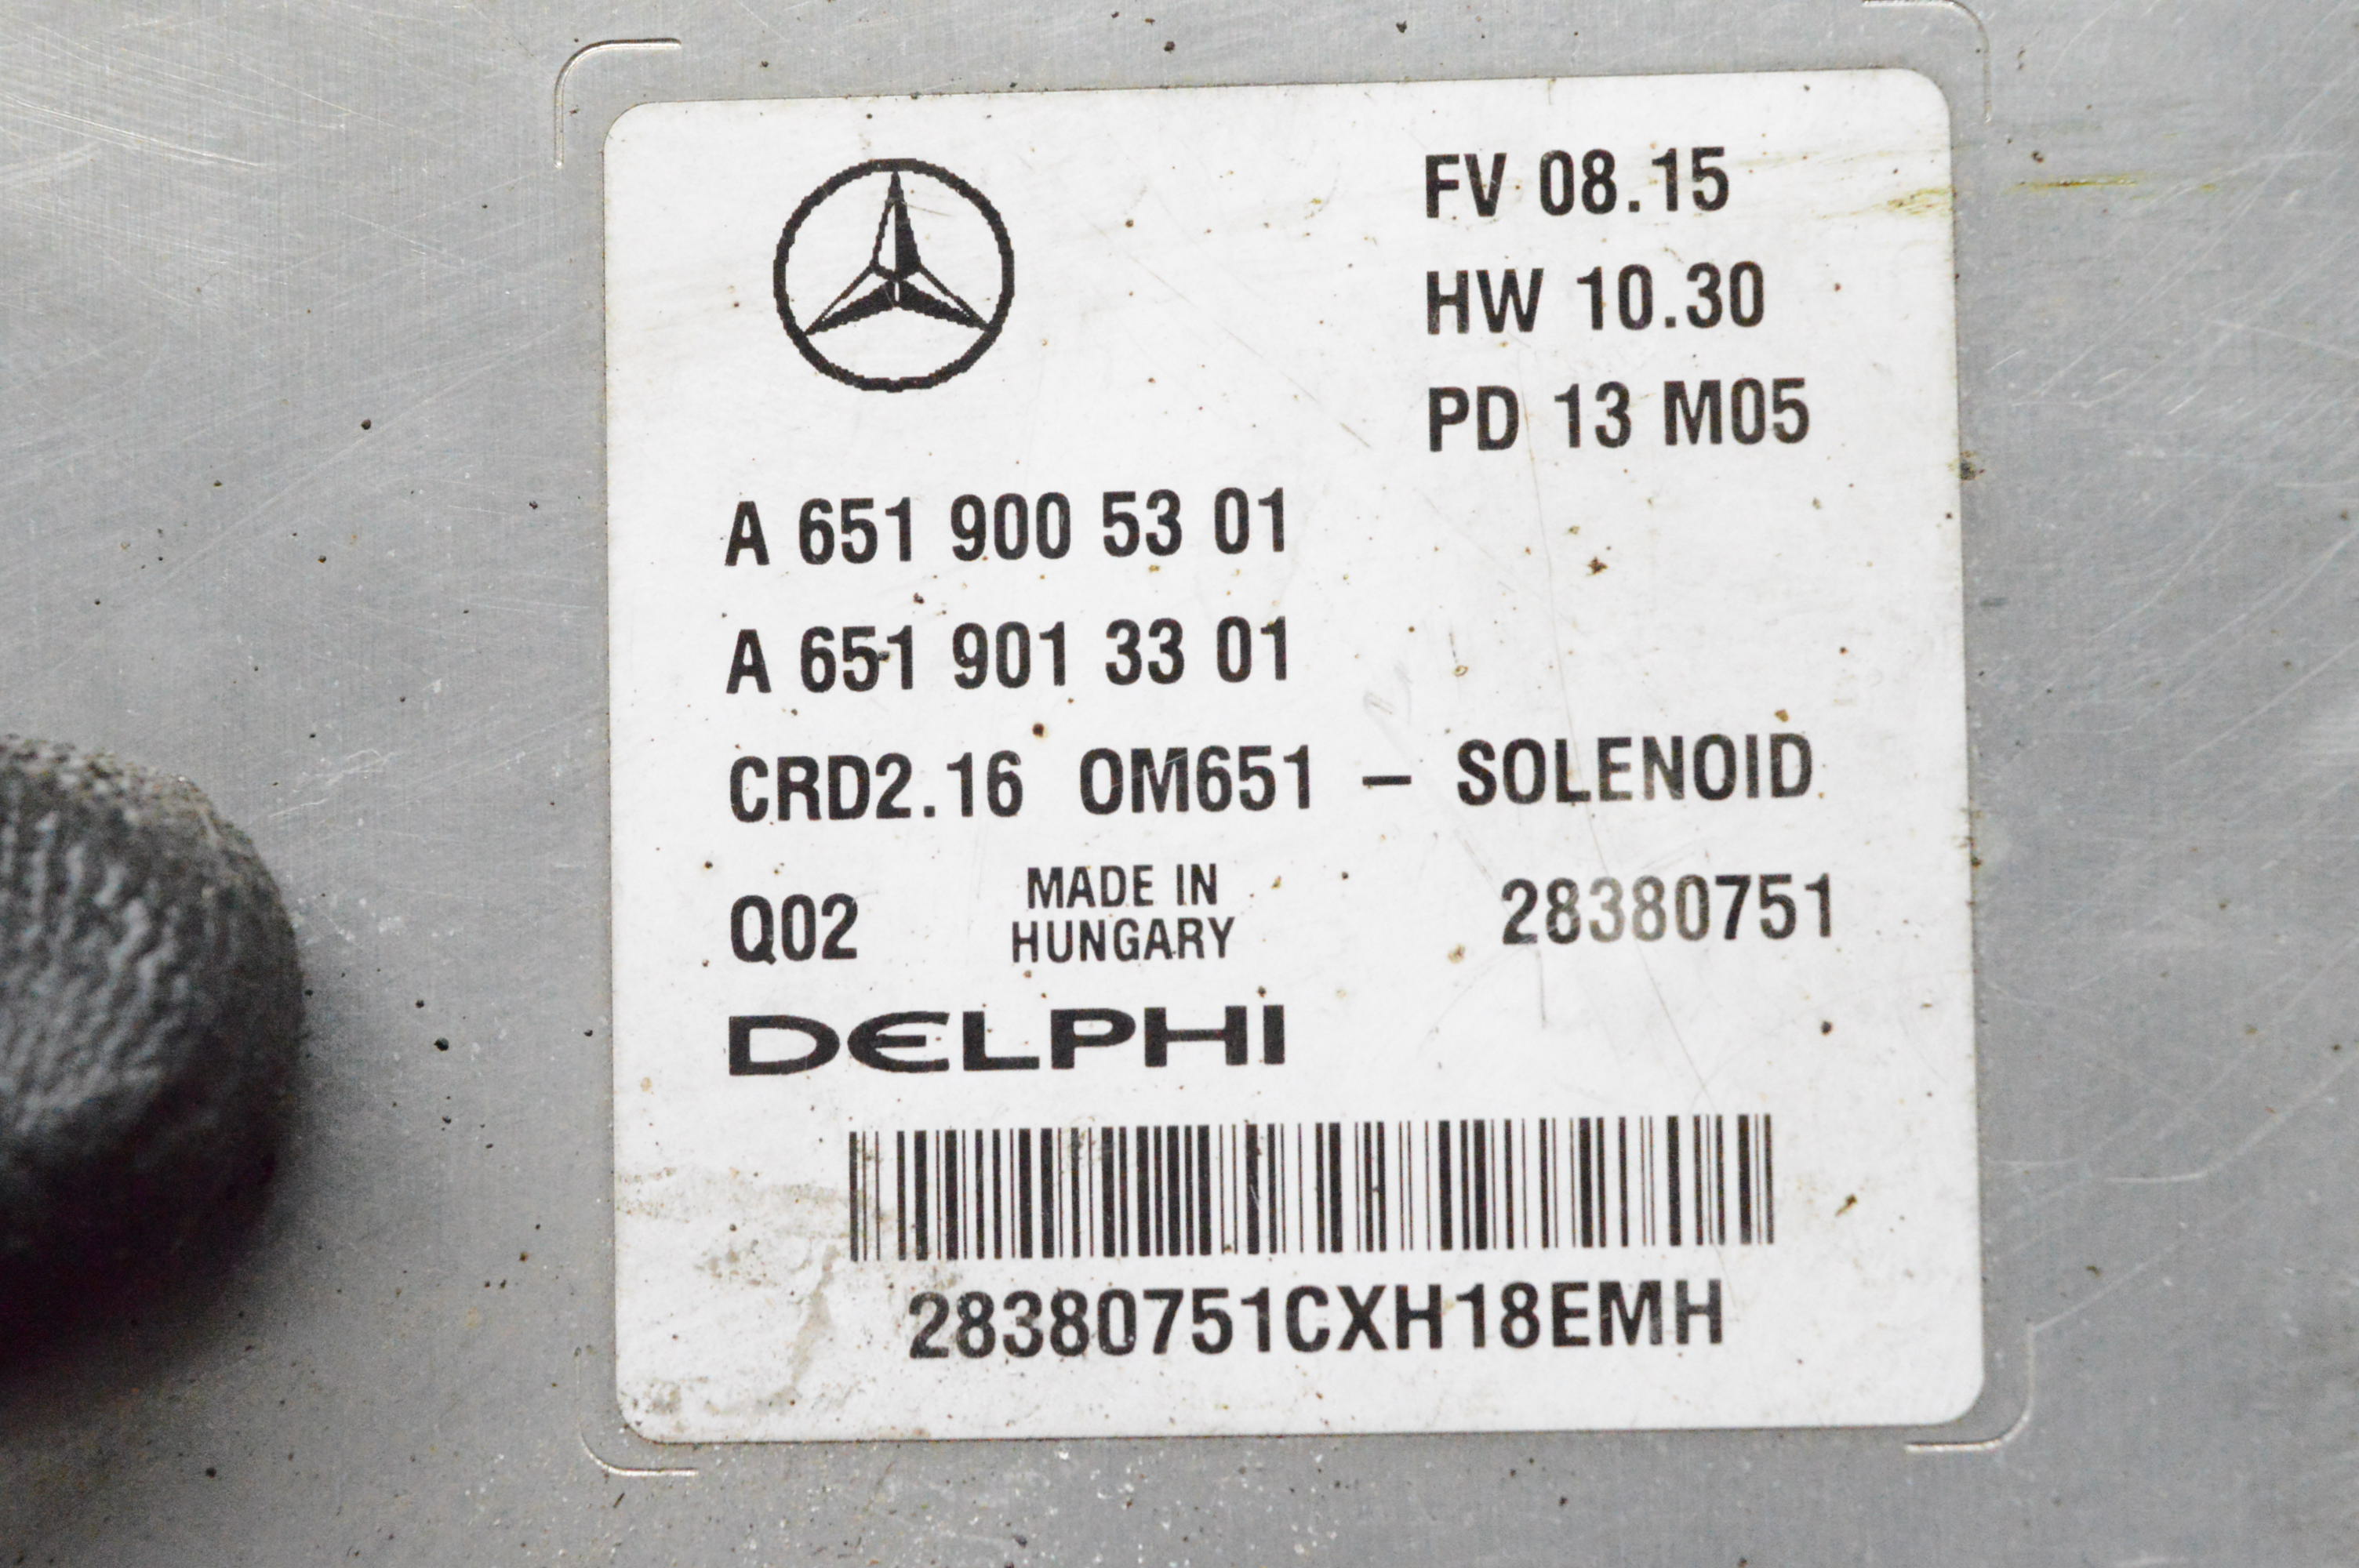 FV 08.15
HW 10.30
PD 13 M05
A 651 900 53 01
A 651 901 33 01
CRD2.16 OM651 – SOLENOID
Q02 MADE IN HUNGARY 28380751
DELPHI
28380751CXH18EMH